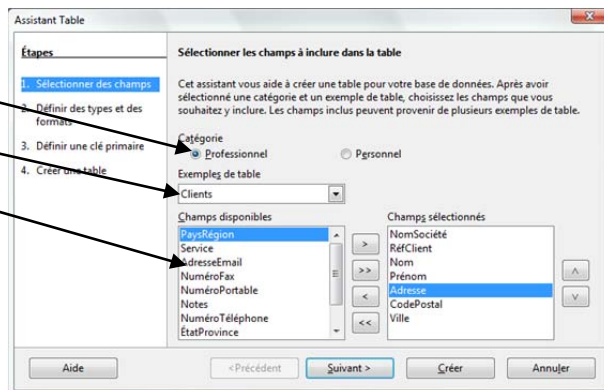 Assistant Table
Étapes
1. Sélectionner des champs
2. Définir des types et des
formats
3. Définir une clé primaire
4. Créer une table
Sélectionner les champs à inclure dans la table
Cet assistant vous aide à créer une table pour votre base de données. Après avoir
sélectionné une catégorie et un exemple de table, choisissez les champs que vous
souhaitez y inclure. Les champs inclus peuvent provenir de plusieurs exemples de table.
Catégorie
Professionnel
Personnel
Exemples de table
Clients
Champs disponibles
PaysRégion
Service
AdresseEmail
NuméroFax
NuméroPortable
Notes
NuméroTéléphone
ÉtatProvince
>
>>
<
<<
Champs sélectionnés
NomSociété
RéfClient
Nom
Prénom
Adresse
CodePostal
Ville
Aide
<Précédent
Suivant >
Créer
Annuler